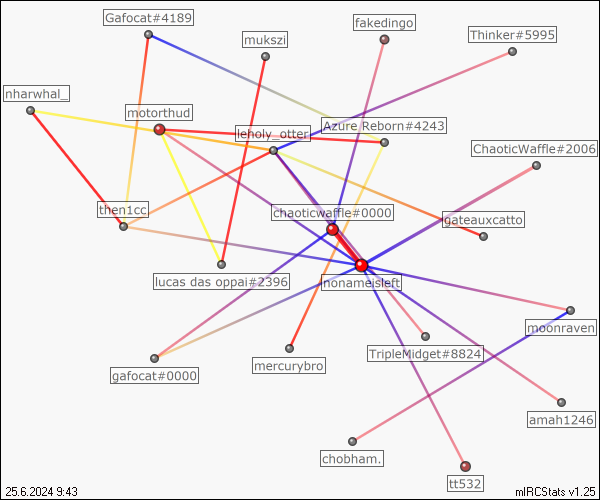 Gafocat#4189
mukszi
fakedingo
Thinker#5995
nharwhal_
motorthud
leholy_otter
Azure Reborn#4243
ChaoticWaffle#2006
then1cc
chaoticwaffle#0000
gateauxcatto
lucas das oppai#2396
nonameisleft
moonraven
gafocat#0000
mercurybro
TripleMidget#8824
amah1246
chobham.
tt532
25.6.2024 9:43
mIRCStats v1.25